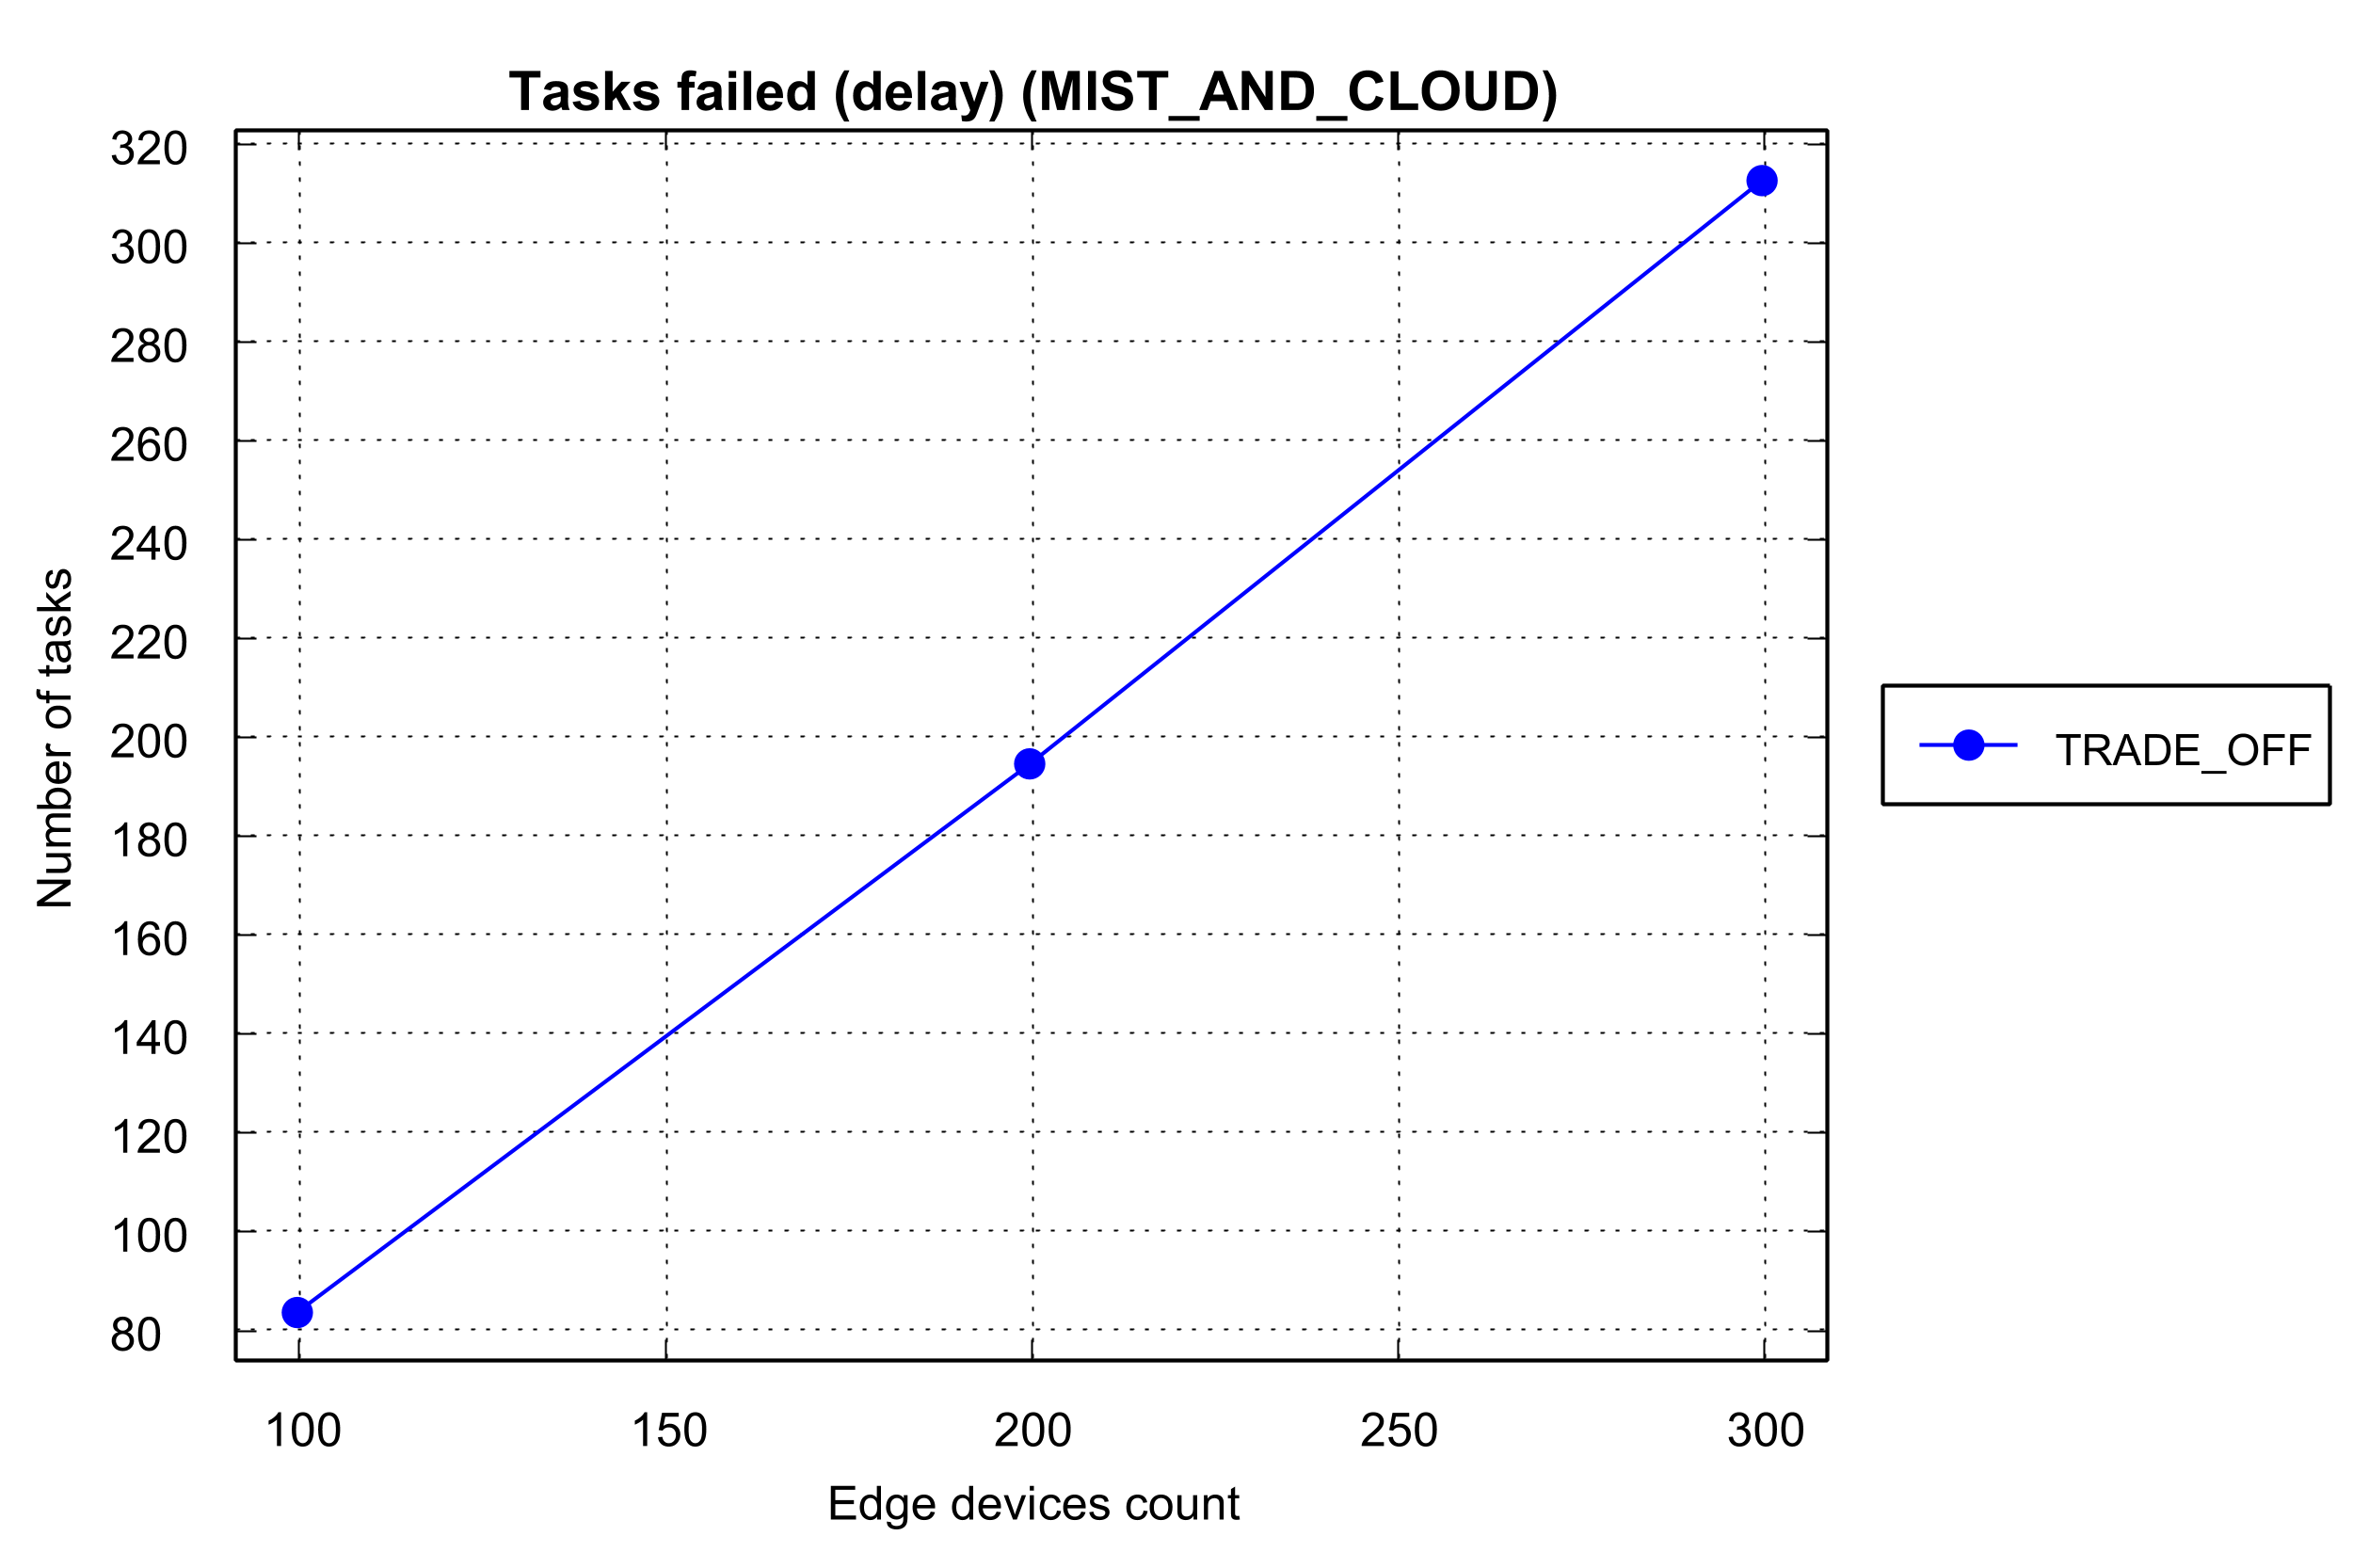 Tasks failed (delay) (MIST_AND_CLOUD)
320
300
280
260
240
220
200
180
160
140
120
100
80
Number of tasks
100 150 200 250 300
Edge devices count
TRADE_OFF